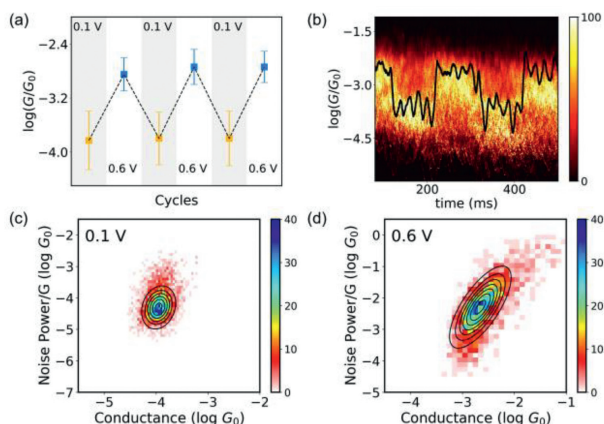 (a)
0.1 V 0.1 V 0.1 V
−2.4
−3.2
−4.0
log(G/G₀)
0.6 V 0.6 V 0.6 V
Cycles
(b)
−1.5
−3.0
−4.5
log(G/G₀)
200 400
time (ms)
100
0
(c)
0.1 V
−2
−3
−4
−5
−6
−7
Noise Power/G (log G₀)
−5 −4 −3 −2
Conductance (log G₀)
40
30
20
10
0
(d)
0.6 V
0
−1
−2
−3
−4
−5
Noise Power/G (log G₀)
−4 −3 −2 −1
Conductance (log G₀)
40
30
20
10
0